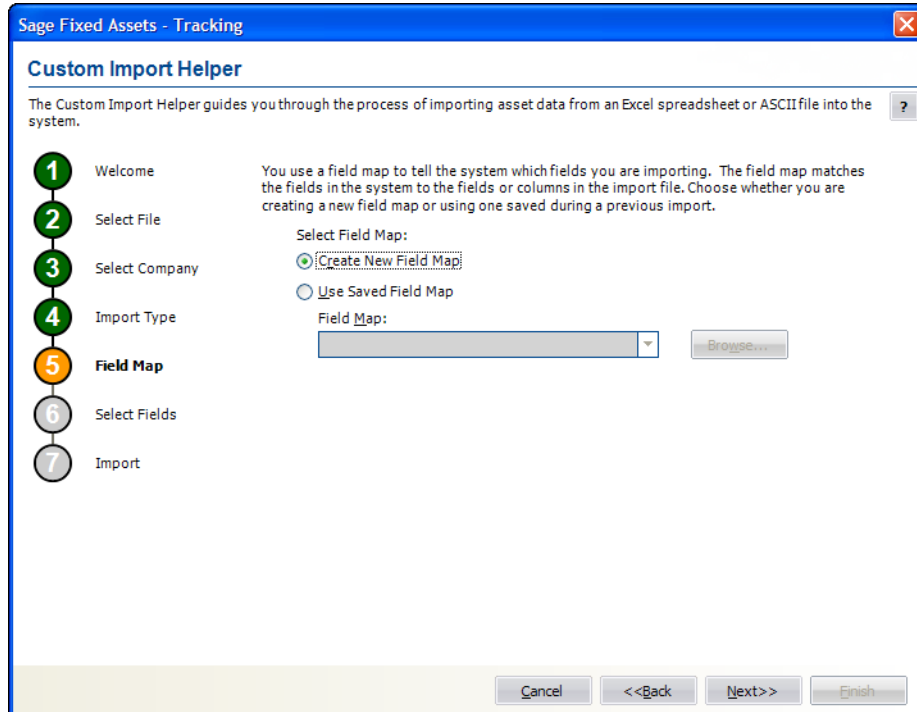 Sage Fixed Assets - Tracking
Custom Import Helper
The Custom Import Helper guides you through the process of importing asset data from an Excel spreadsheet or ASCII file into the
system.
?
1 Welcome
2 Select File
3 Select Company
4 Import Type
5 Field Map
6 Select Fields
7 Import
You use a field map to tell the system which fields you are importing. The field map matches
the fields in the system to the fields or columns in the import file. Choose whether you are
creating a new field map or using one saved during a previous import.
Select Field Map:
Create New Field Map
Use Saved Field Map
Field Map:
Browse...
Cancel
<<Back
Next>>
Finish